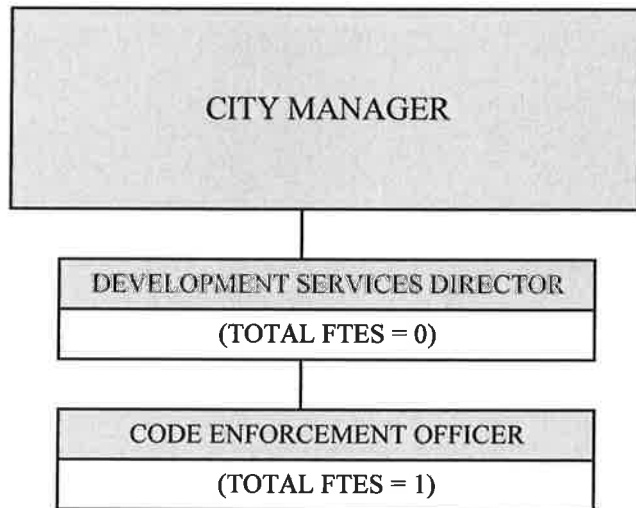 CITY MANAGER
DEVELOPMENT SERVICES DIRECTOR
(TOTAL FTES = 0)
CODE ENFORCEMENT OFFICER
(TOTAL FTES = 1)